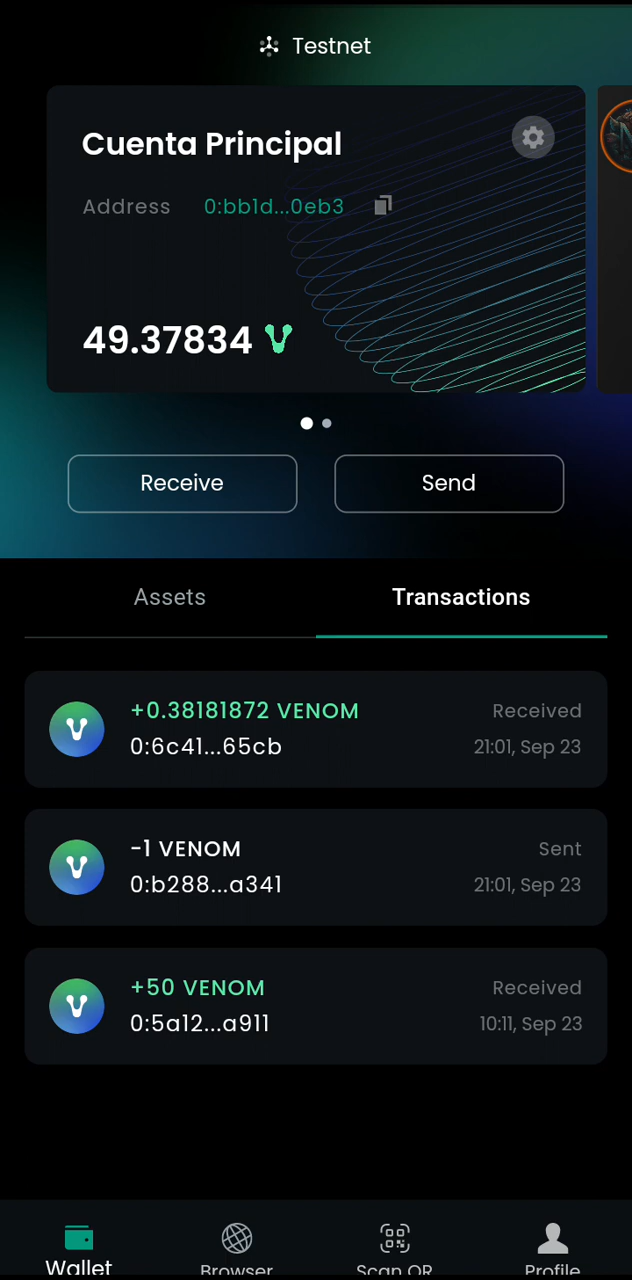 Testnet
Cuenta Principal
Address 0:bb1d...0eb3
49.37834
Receive Send
Assets Transactions
+0.38181872 VENOM Received
0:6c41...65cb 21:01, Sep 23
-1 VENOM Sent
0:b288...a341 21:01, Sep 23
+50 VENOM Received
0:5a12...a911 10:11, Sep 23
Wallet Browser Scan QR Profile